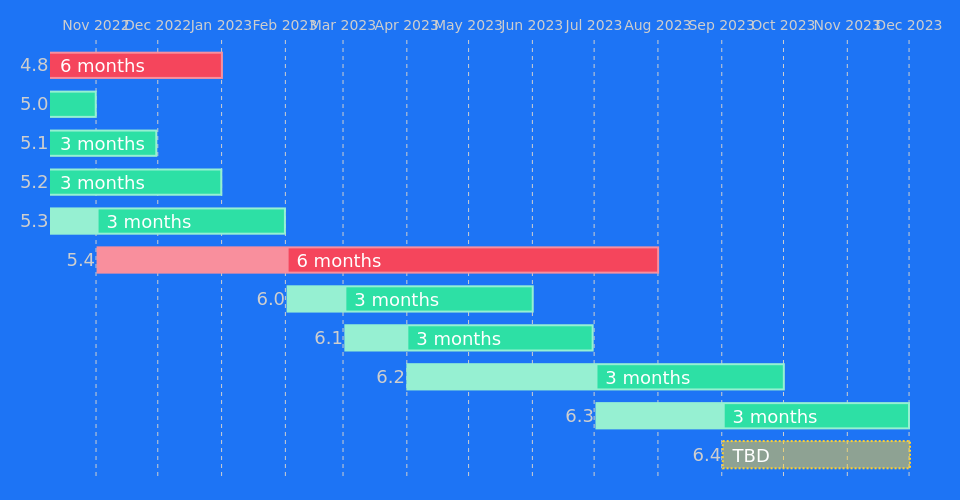 Nov 2022 Dec 2022 Jan 2023 Feb 2023 Mar 2023 Apr 2023 May 2023 Jun 2023 Jul 2023 Aug 2023 Sep 2023 Oct 2023 Nov 2023 Dec 2023
4.8 6 months
5.0
5.1 3 months
5.2 3 months
5.3 3 months
5.4 6 months
6.0 3 months
6.1 3 months
6.2 3 months
6.3 3 months
6.4 TBD